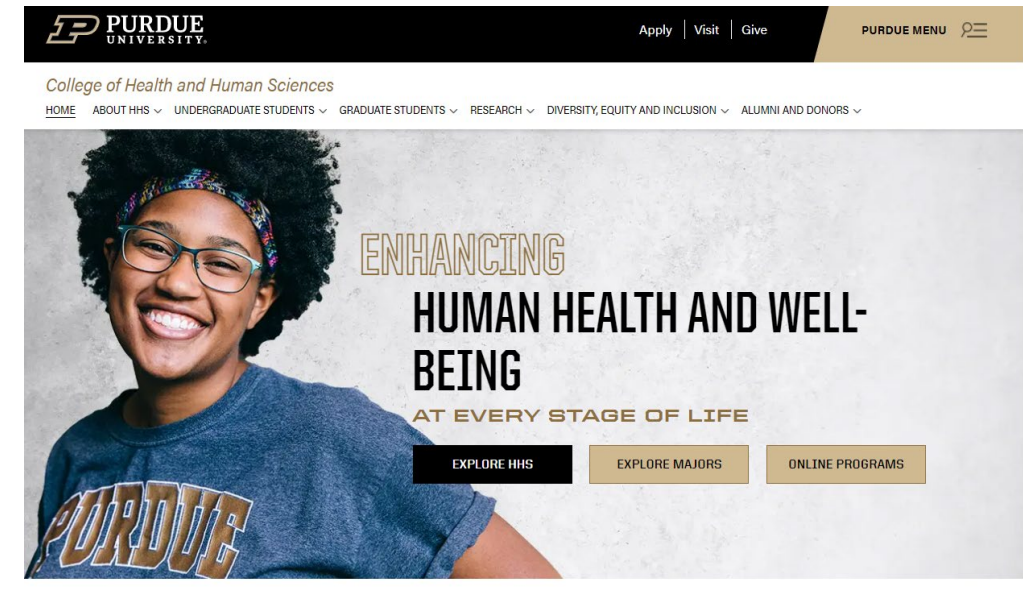 PURDUE
UNIVERSITY.
Apply
Visit
Give
PURDUE MENU
College of Health and Human Sciences
HOME ABOUT HHS UNDERGRADUATE STUDENTS GRADUATE STUDENTS RESEARCH DIVERSITY, EQUITY AND INCLUSION ALUMNI AND DONORS
ENHANCING
HUMAN HEALTH AND WELL-
BEING
AT EVERY STAGE OF LIFE
EXPLORE HHS EXPLORE MAJORS ONLINE PROGRAMS
PURDUE